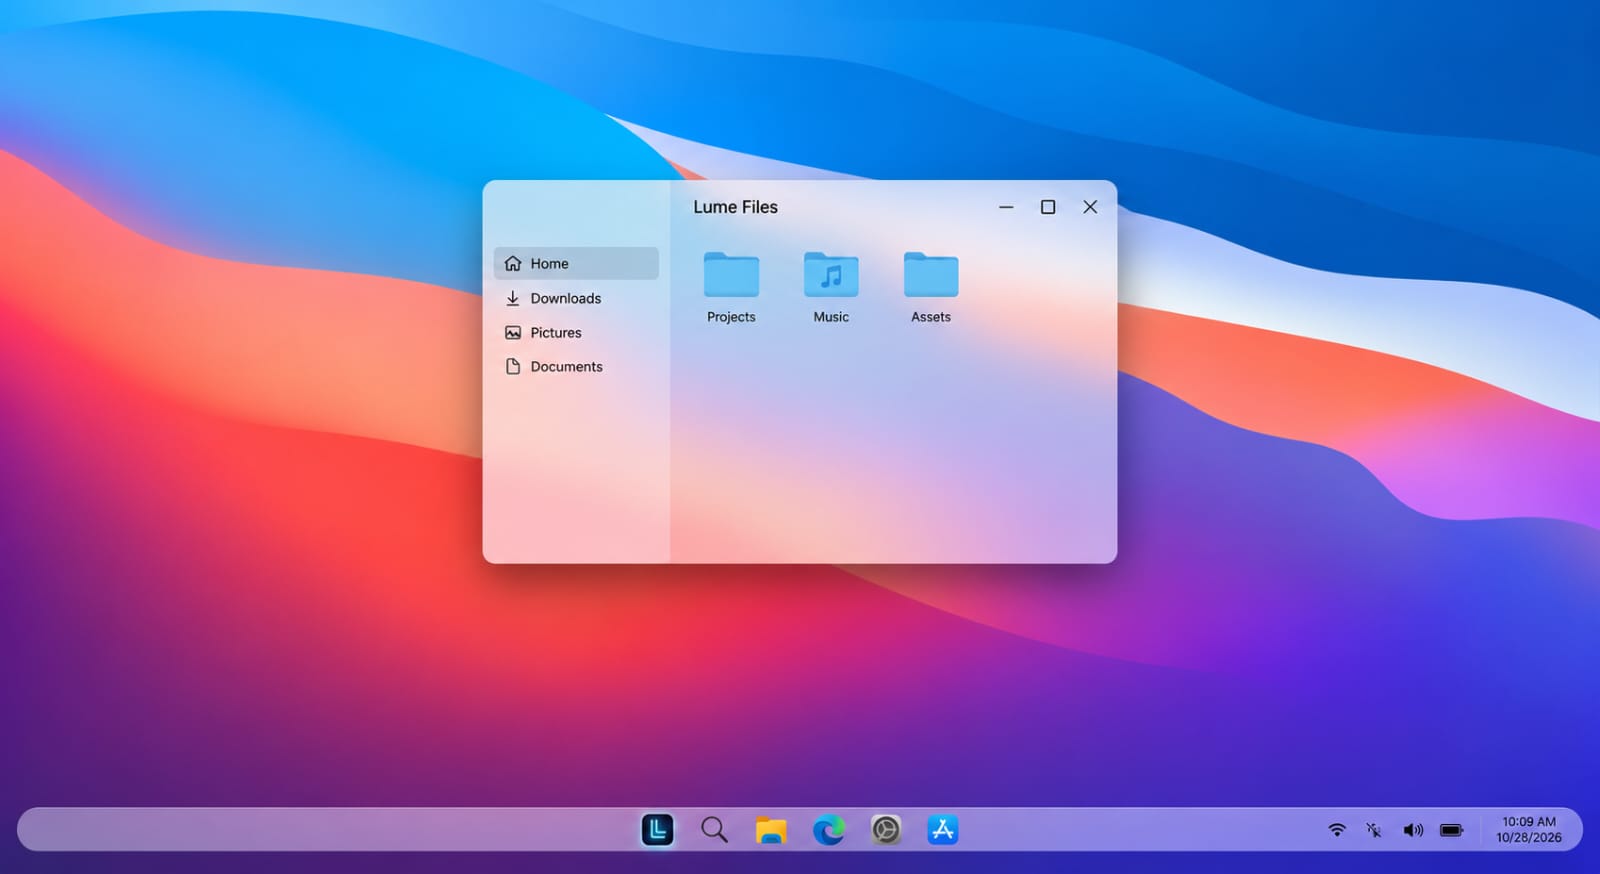 Lume Files
Home
Downloads
Pictures
Documents
Projects
Music
Assets
10:09 AM
10/28/2026